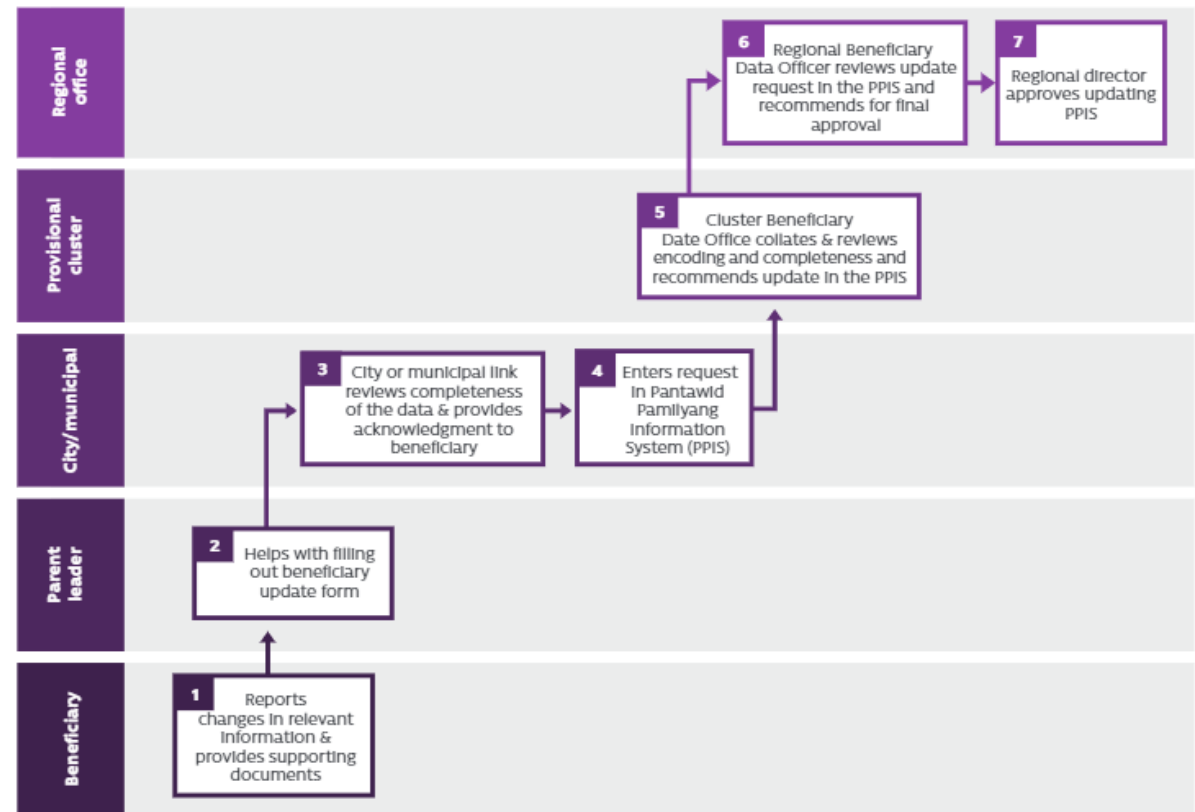 Regional
office
6
Regional Beneficiary
Data Officer reviews update
request in the PPIS and
recommends for final
approval
7
Regional director
approves updating
PPIS
Provisional
cluster
5
Cluster Beneficiary
Date Office collates & reviews
encoding and completeness and
recommends update in the PPIS
City/municipal
3
City or municipal link
reviews completeness
of the data & provides
acknowledgment to
beneficiary
4
Enters request
in Pantawid
Pamilyang
Information
System (PPIS)
Parent
leader
2
Helps with filling
out beneficiary
update form
Beneficiary
1
Reports
changes in relevant
information &
provides supporting
documents